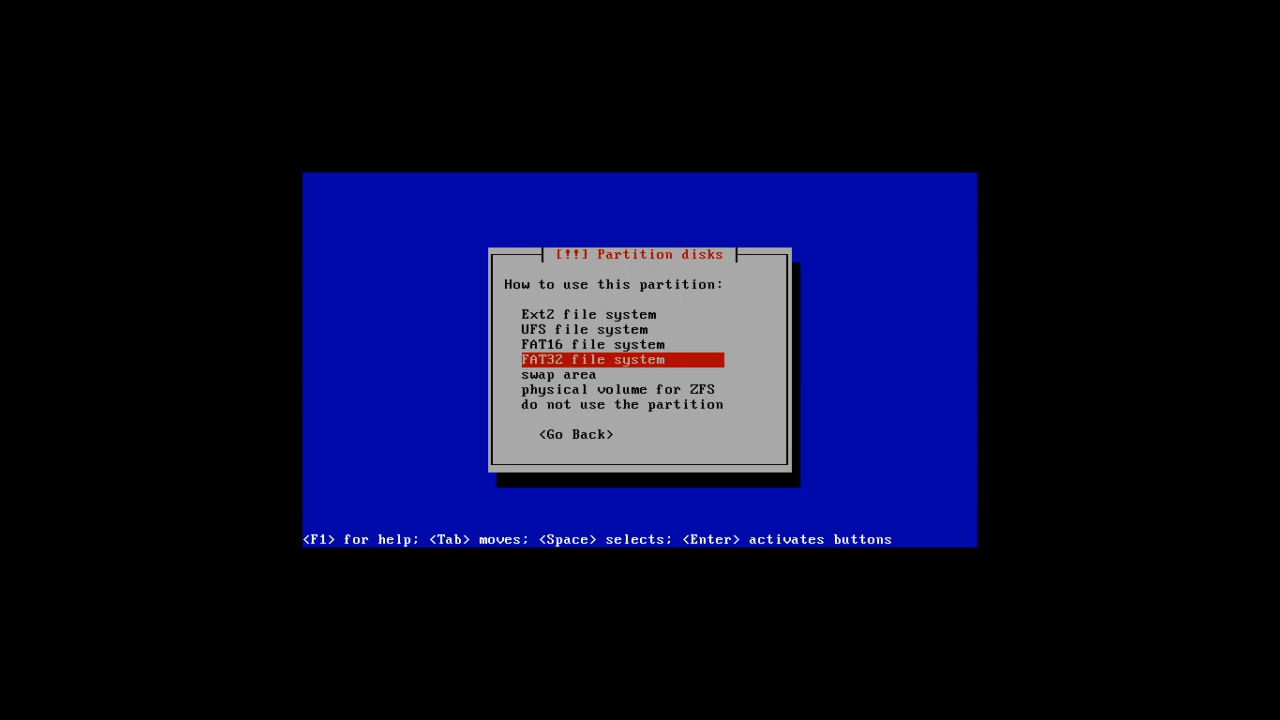 [!!] Partition disks
How to use this partition:
Ext2 file system
UFS file system
FAT16 file system
FAT32 file system
swap area
physical volume for ZFS
do not use the partition
<Go Back>
<F1> for help; <Tab> moves; <Space> selects; <Enter> activates buttons